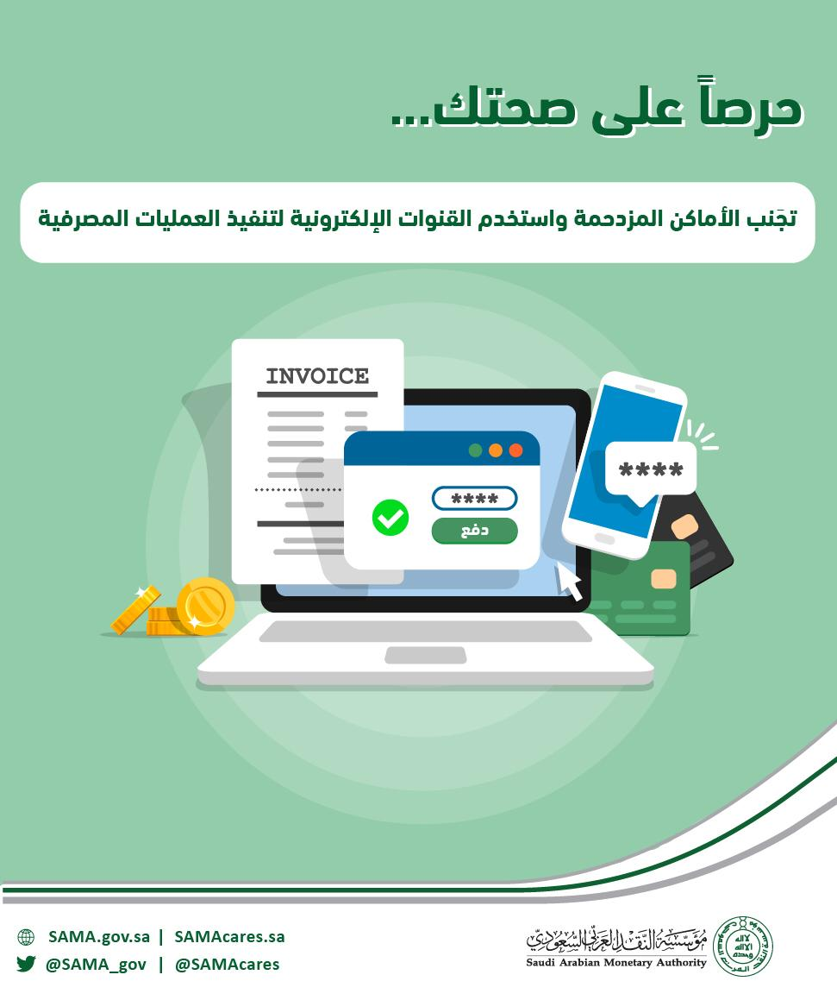 حرصاً على صحتك...
تجَنب الأماكن المزدحمة واستخدم القنوات الإلكترونية لتنفيذ العمليات المصرفية
INVOICE
****
****
دفع
SAMA.gov.sa | SAMAcares.sa
@SAMA_gov | @SAMAcares
مؤسسة النقد العربي السعودي
Saudi Arabian Monetary Authority